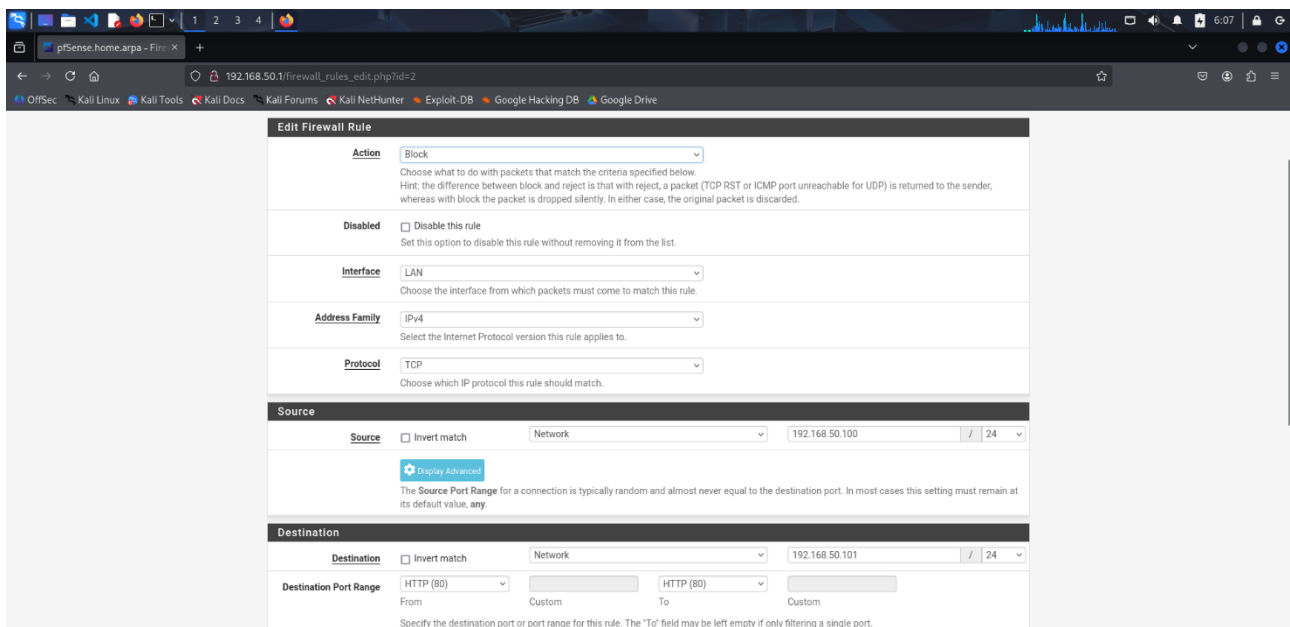 1 2 3 4
6:07
pfSense.home.arpa - Fire
192.168.50.1/firewall_rules_edit.php?id=2
OffSec Kali Linux Kali Tools Kali Docs Kali Forums Kali NetHunter Exploit-DB Google Hacking DB Google Drive
Edit Firewall Rule
Action Block
Choose what to do with packets that match the criteria specified below.
Hint: the difference between block and reject is that with reject, a packet (TCP RST or ICMP port unreachable for UDP) is returned to the sender,
whereas with block the packet is dropped silently. In either case, the original packet is discarded.
Disabled Disable this rule
Set this option to disable this rule without removing it from the list.
Interface LAN
Choose the interface from which packets must come to match this rule.
Address Family IPv4
Select the Internet Protocol version this rule applies to.
Protocol TCP
Choose which IP protocol this rule should match.
Source
Source Invert match Network 192.168.50.100 / 24
Display Advanced
The Source Port Range for a connection is typically random and almost never equal to the destination port. In most cases this setting must remain at
its default value, any.
Destination
Destination Invert match Network 192.168.50.101 / 24
Destination Port Range HTTP (80) HTTP (80)
From Custom To Custom
Specify the destination port or port range for this rule. The "To" field may be left empty if only filtering a single port.